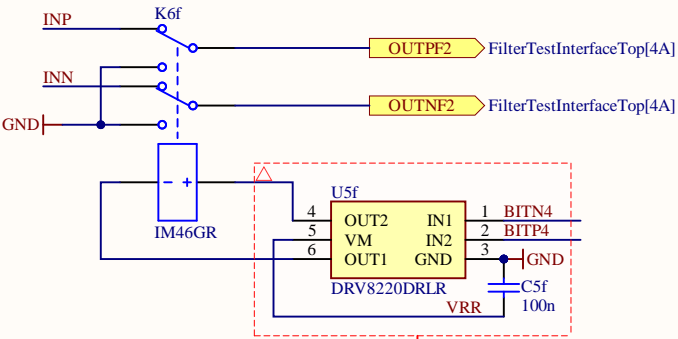 K6f
INP
OUTPF2 FilterTestInterfaceTop[4A]
INN
OUTNF2 FilterTestInterfaceTop[4A]
GND
- +
IM46GR
U5f
4 OUT2 IN1 1 BITN4
5 VM IN2 2 BITP4
6 OUT1 GND 3 GND
DRV8220DRLR
C5f
VRR 100n